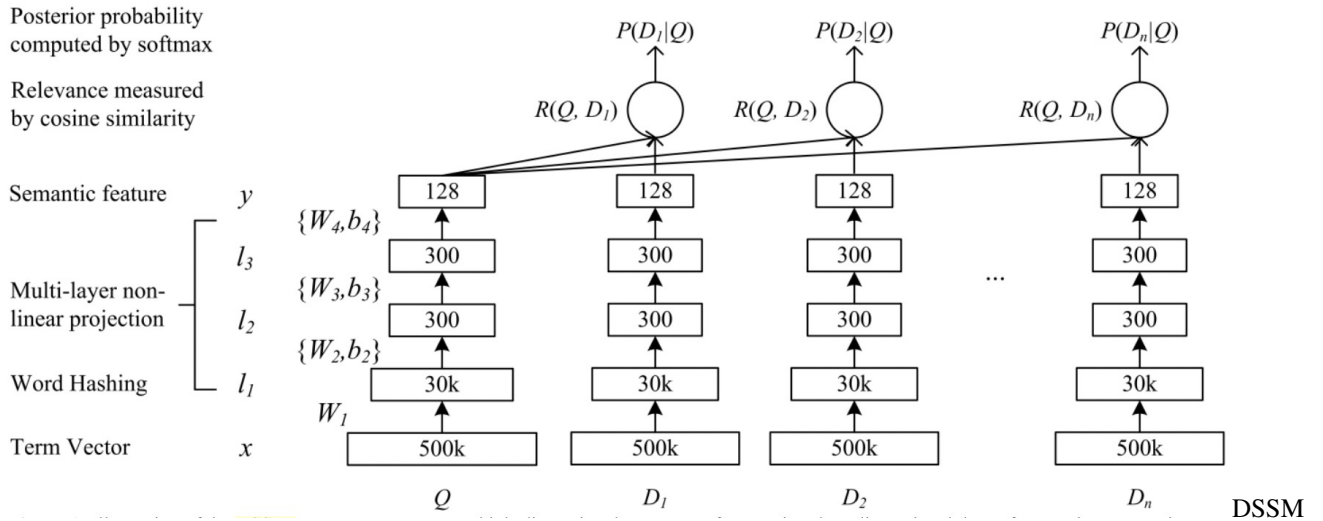 Posterior probability
computed by softmax
P(D1|Q) P(D2|Q) P(Dn|Q)
Relevance measured
by cosine similarity
R(Q, D1) R(Q, D2) R(Q, Dn)
Semantic feature y 128 128 128 128
{W4,b4}
l3 300 300 300 300
...
{W3,b3}
Multi-layer non-
linear projection
l2 300 300 300 300
{W2,b2}
Word Hashing l1 30k 30k 30k 30k
W1
Term Vector x 500k 500k 500k 500k
Q D1 D2 Dn
DSSM